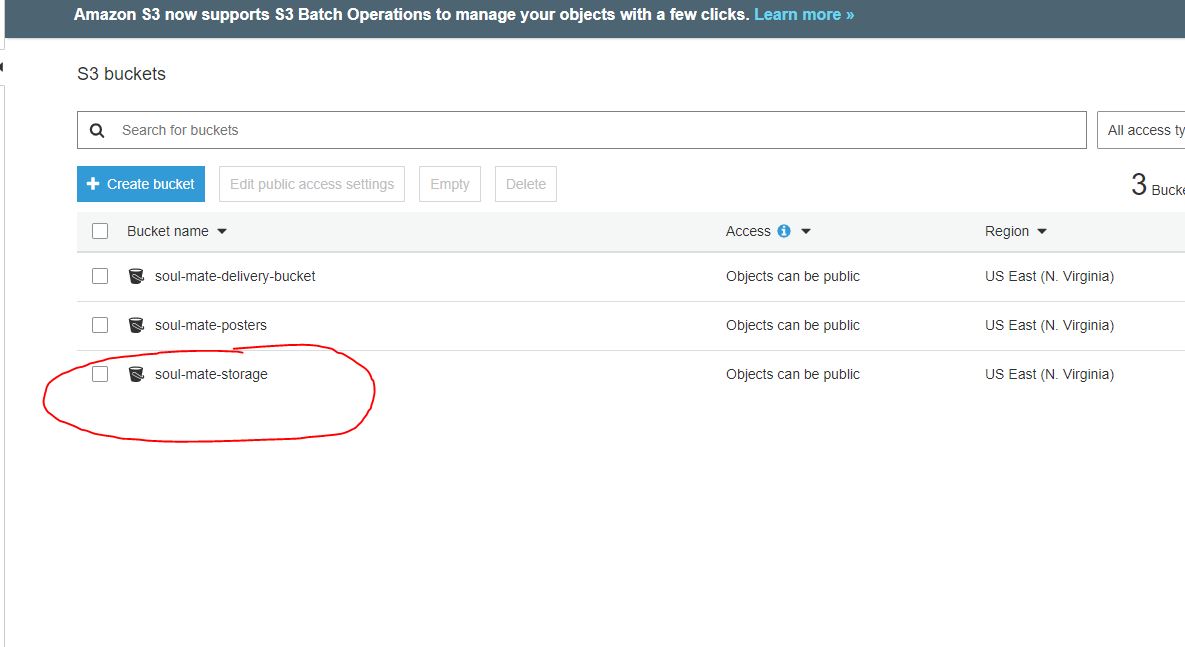 Amazon S3 now supports S3 Batch Operations to manage your objects with a few clicks. Learn more »
S3 buckets
Search for buckets
All access ty
Create bucket Edit public access settings Empty Delete
3 Bucke
Bucket name Access Region
soul-mate-delivery-bucket Objects can be public US East (N. Virginia)
soul-mate-posters Objects can be public US East (N. Virginia)
soul-mate-storage Objects can be public US East (N. Virginia)